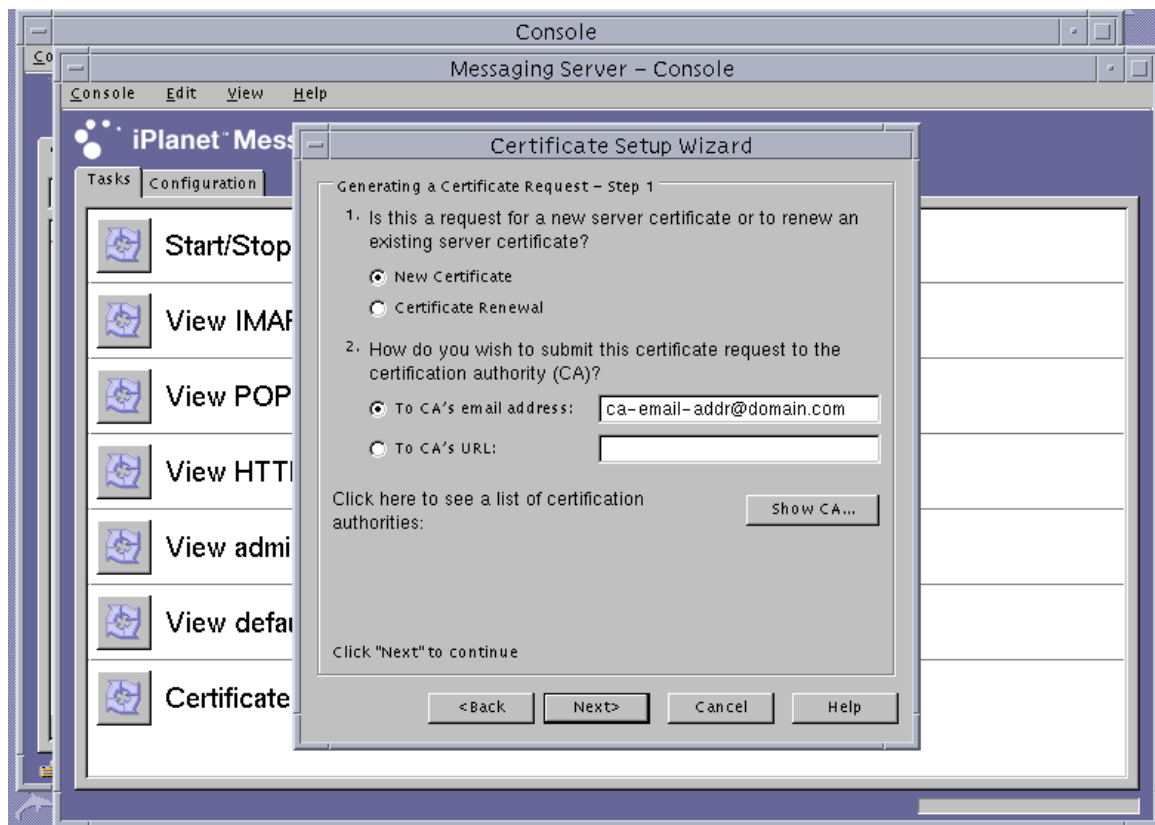 Console
Co
Messaging Server – Console
Console Edit View Help
iPlanet™ Mess
Tasks Configuration
Start/Stop
View IMAP
View POP
View HTTP
View admi
View defau
Certificate
Certificate Setup Wizard
Generating a Certificate Request – Step 1
1. Is this a request for a new server certificate or to renew an
existing server certificate?
New Certificate
Certificate Renewal
2. How do you wish to submit this certificate request to the
certification authority (CA)?
To CA's email address: ca-email-addr@domain.com
To CA's URL:
Click here to see a list of certification
authorities:
Show CA...
Click "Next" to continue
<Back Next> Cancel Help